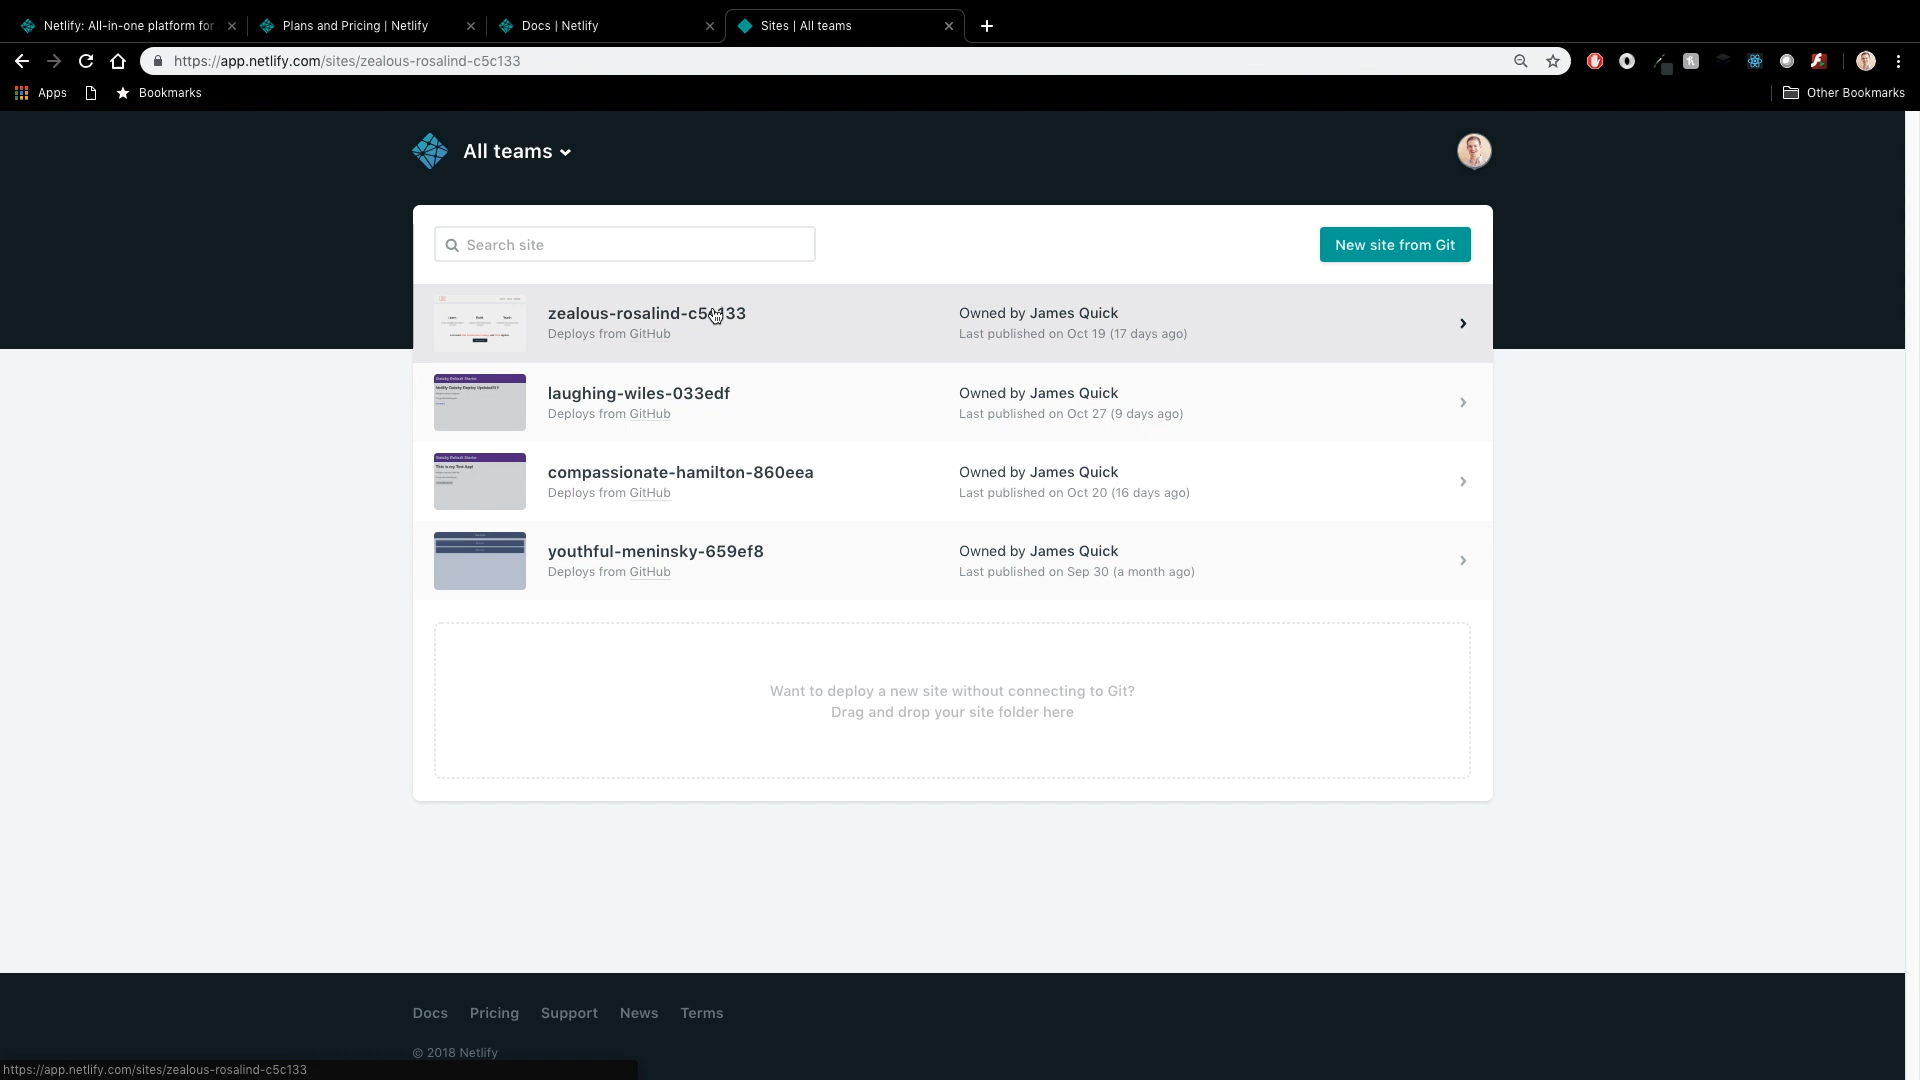 Netlify: All-in-one platform for
Plans and Pricing | Netlify
Docs | Netlify
Sites | All teams
https://app.netlify.com/sites/zealous-rosalind-c5c133
Apps
Bookmarks
Other Bookmarks
All teams
Search site
New site from Git
zealous-rosalind-c5c133
Deploys from GitHub
Owned by James Quick
Last published on Oct 19 (17 days ago)
laughing-wiles-033edf
Deploys from GitHub
Owned by James Quick
Last published on Oct 27 (9 days ago)
compassionate-hamilton-860eea
Deploys from GitHub
Owned by James Quick
Last published on Oct 20 (16 days ago)
youthful-meninsky-659ef8
Deploys from GitHub
Owned by James Quick
Last published on Sep 30 (a month ago)
Want to deploy a new site without connecting to Git?
Drag and drop your site folder here
Docs
Pricing
Support
News
Terms
© 2018 Netlify
https://app.netlify.com/sites/zealous-rosalind-c5c133